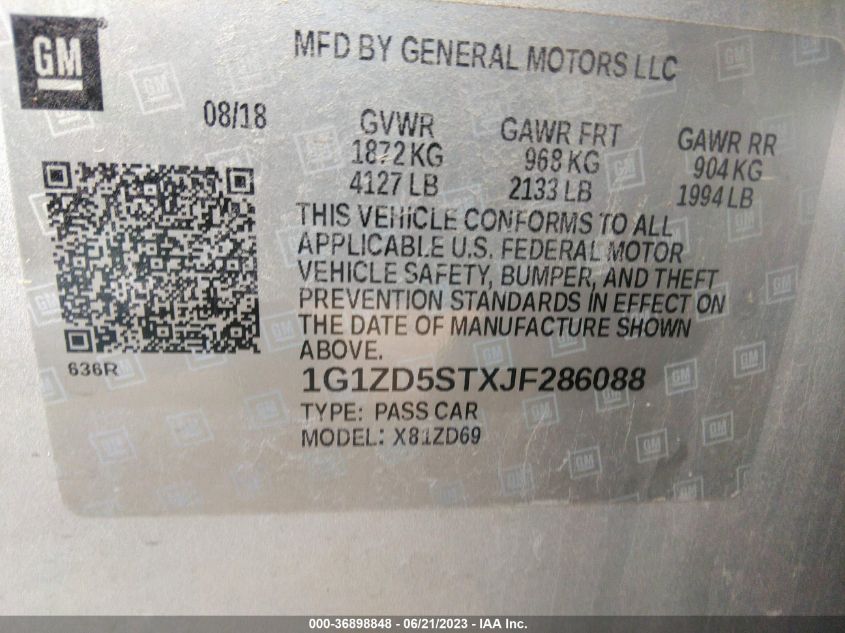 GM
MFD BY GENERAL MOTORS LLC
08/18
GVWR
1872 KG
4127 LB
GAWR FRT
968 KG
2133 LB
GAWR RR
904 KG
1994 LB
THIS VEHICLE CONFORMS TO ALL
APPLICABLE U.S. FEDERAL MOTOR
VEHICLE SAFETY, BUMPER, AND THEFT
PREVENTION STANDARDS IN EFFECT ON
THE DATE OF MANUFACTURE SHOWN
ABOVE.
636R
1G1ZD5STXJF286088
TYPE: PASS CAR
MODEL: X81ZD69
000-36898848 - 06/21/2023 - IAA Inc.